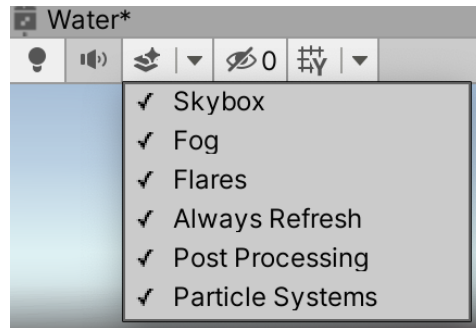 Water*
0
Skybox
Fog
Flares
Always Refresh
Post Processing
Particle Systems